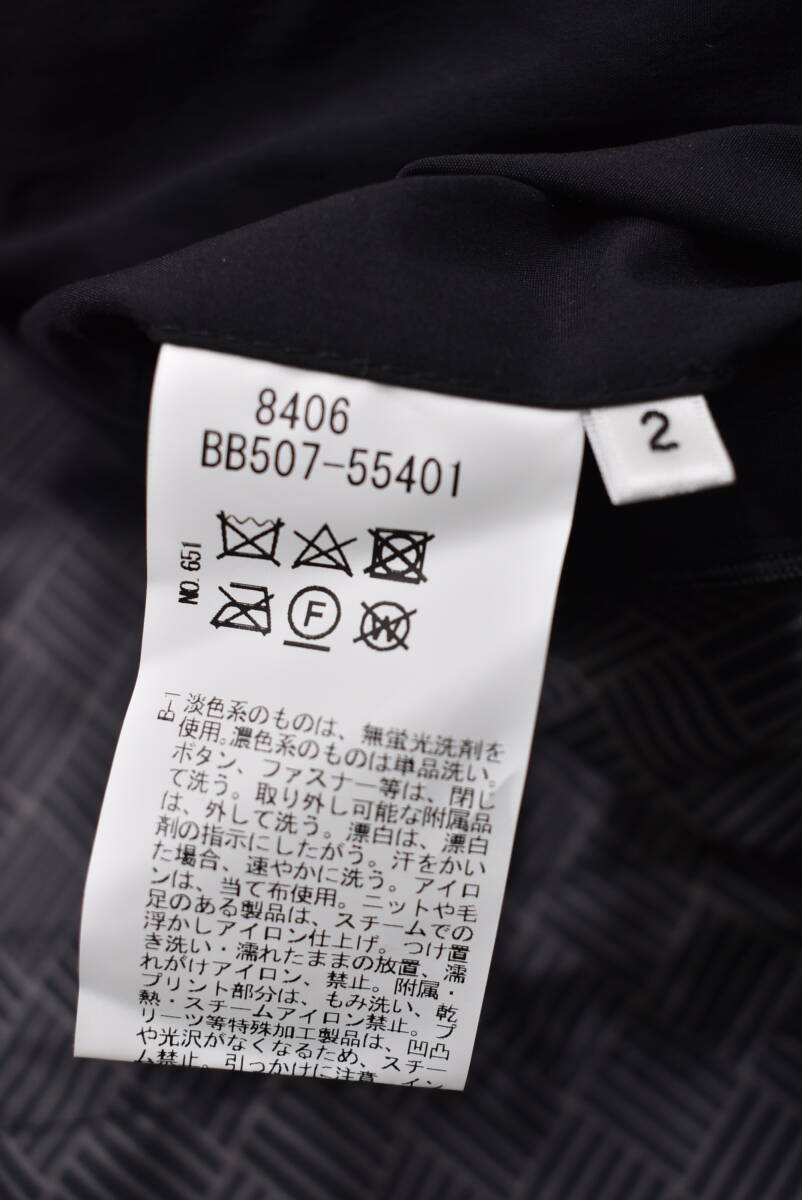 8406
BB507-55401
2
NO. 651
F
W
B-1
淡色系のものは、無蛍光洗剤を
使用。濃色系のものは単品洗い。
ボタン、ファスナー等は、閉じ
て洗う。取り外し可能な附属品
は、外して洗う。漂白は、漂白
剤の指示にしたがう。汗をかい
た場合、速やかに洗う。アイロ
ンは、当て布使用。ニットや毛
足のある製品は、スチームでの
浮かしアイロン仕上げ。つけ置
き洗い・濡れたままの放置、濡
れがけアイロン、禁止。附属・
プリント部分は、もみ洗い、乾
熱・スチームアイロン禁止。プ
リーツ等特殊加工製品は、凹凸
や光沢がなくなるため、スチー
ム禁止。引っかけに注意。イン